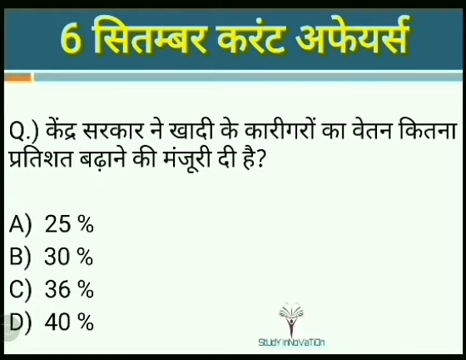 6 सितम्बर करंट अफेयर्स
Q.) केंद्र सरकार ने खादी के कारीगरों का वेतन कितना
प्रतिशत बढ़ाने की मंजूरी दी है?
A) 25 %
B) 30 %
C) 36 %
D) 40 %
StudY inNovaTiOn